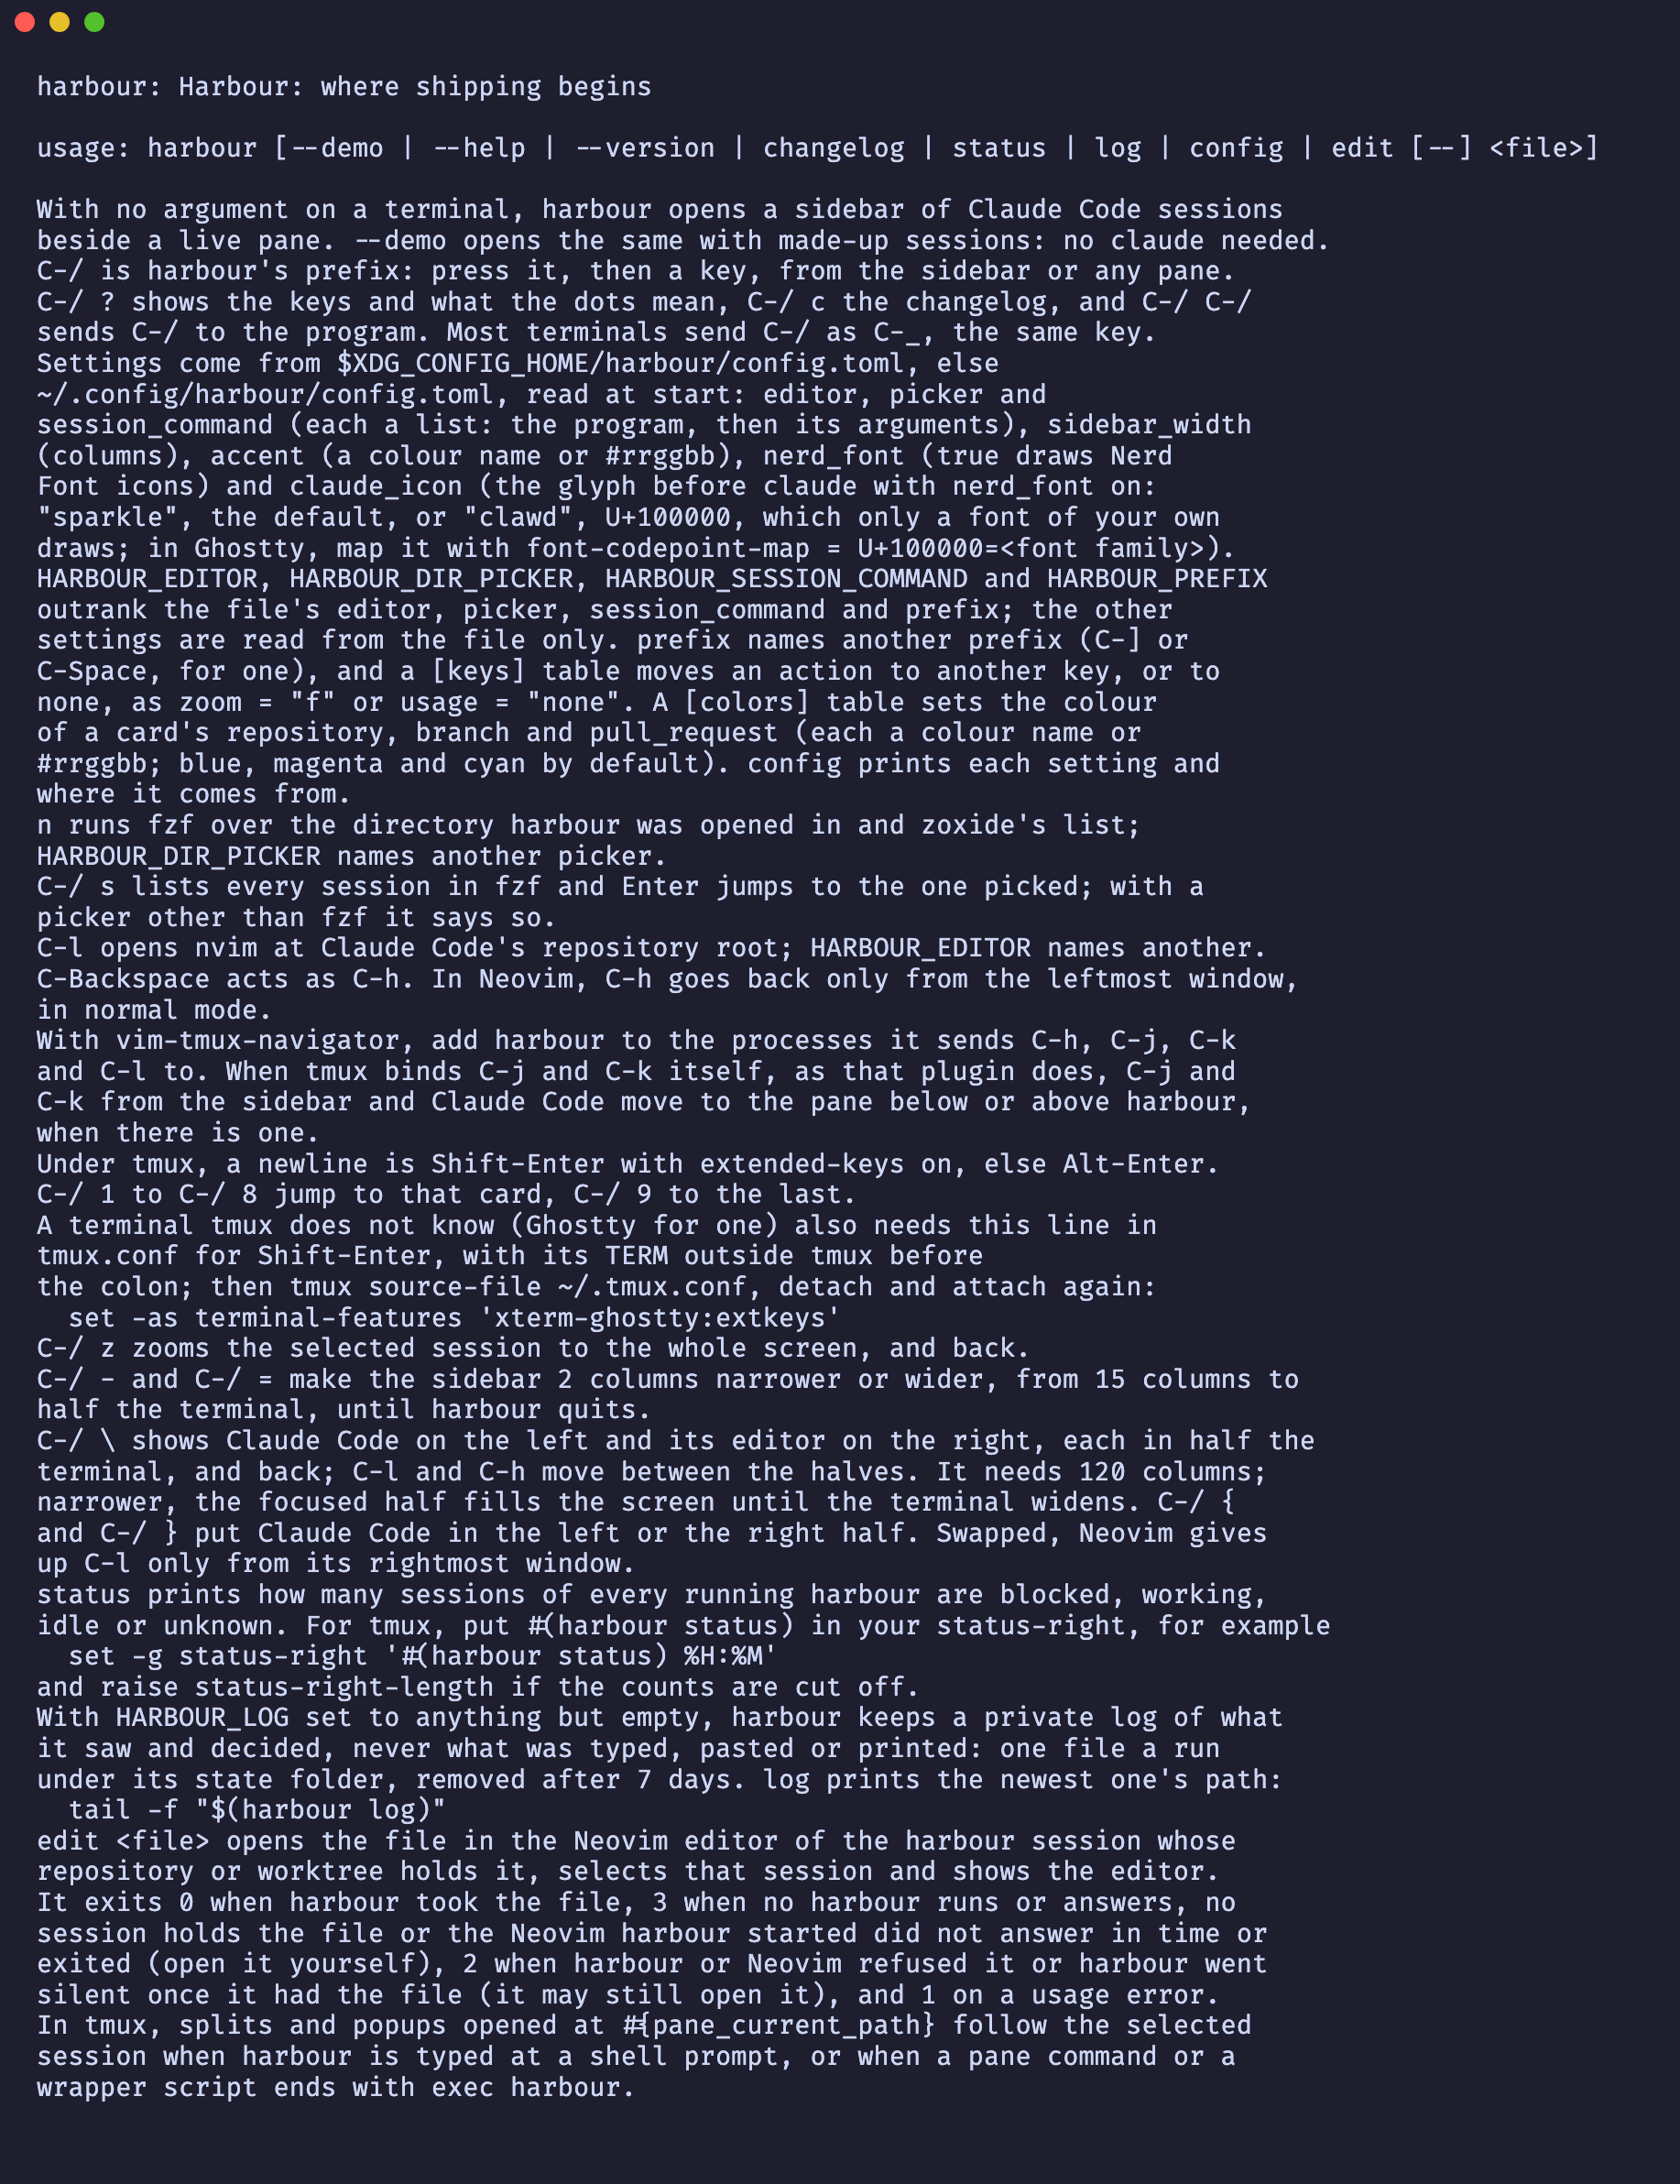 harbour: Harbour: where shipping begins

usage: harbour [--demo | --help | --version | changelog | status | log | config | edit [--] <file>]

With no argument on a terminal, harbour opens a sidebar of Claude Code sessions
beside a live pane. --demo opens the same with made-up sessions: no claude needed.
C-/ is harbour's prefix: press it, then a key, from the sidebar or any pane.
C-/ ? shows the keys and what the dots mean, C-/ c the changelog, and C-/ C-/
sends C-/ to the program. Most terminals send C-/ as C-_, the same key.
Settings come from $XDG_CONFIG_HOME/harbour/config.toml, else
~/.config/harbour/config.toml, read at start: editor, picker and
session_command (each a list: the program, then its arguments), sidebar_width
(columns), accent (a colour name or #rrggbb), nerd_font (true draws Nerd
Font icons) and claude_icon (the glyph before claude with nerd_font on:
"sparkle", the default, or "clawd", U+100000, which only a font of your own
draws; in Ghostty, map it with font-codepoint-map = U+100000=<font family>).
HARBOUR_EDITOR, HARBOUR_DIR_PICKER, HARBOUR_SESSION_COMMAND and HARBOUR_PREFIX
outrank the file's editor, picker, session_command and prefix; the other
settings are read from the file only. prefix names another prefix (C-] or
C-Space, for one), and a [keys] table moves an action to another key, or to
none, as zoom = "f" or usage = "none". A [colors] table sets the colour
of a card's repository, branch and pull_request (each a colour name or
#rrggbb; blue, magenta and cyan by default). config prints each setting and
where it comes from.
n runs fzf over the directory harbour was opened in and zoxide's list;
HARBOUR_DIR_PICKER names another picker.
C-/ s lists every session in fzf and Enter jumps to the one picked; with a
picker other than fzf it says so.
C-l opens nvim at Claude Code's repository root; HARBOUR_EDITOR names another.
C-Backspace acts as C-h. In Neovim, C-h goes back only from the leftmost window,
in normal mode.
With vim-tmux-navigator, add harbour to the processes it sends C-h, C-j, C-k
and C-l to. When tmux binds C-j and C-k itself, as that plugin does, C-j and
C-k from the sidebar and Claude Code move to the pane below or above harbour,
when there is one.
Under tmux, a newline is Shift-Enter with extended-keys on, else Alt-Enter.
C-/ 1 to C-/ 8 jump to that card, C-/ 9 to the last.
A terminal tmux does not know (Ghostty for one) also needs this line in
tmux.conf for Shift-Enter, with its TERM outside tmux before
the colon; then tmux source-file ~/.tmux.conf, detach and attach again:
  set -as terminal-features 'xterm-ghostty:extkeys'
C-/ z zooms the selected session to the whole screen, and back.
C-/ - and C-/ = make the sidebar 2 columns narrower or wider, from 15 columns to
half the terminal, until harbour quits.
C-/ \ shows Claude Code on the left and its editor on the right, each in half the
terminal, and back; C-l and C-h move between the halves. It needs 120 columns;
narrower, the focused half fills the screen until the terminal widens. C-/ {
and C-/ } put Claude Code in the left or the right half. Swapped, Neovim gives
up C-l only from its rightmost window.
status prints how many sessions of every running harbour are blocked, working,
idle or unknown. For tmux, put #(harbour status) in your status-right, for example
  set -g status-right '#(harbour status) %H:%M'
and raise status-right-length if the counts are cut off.
With HARBOUR_LOG set to anything but empty, harbour keeps a private log of what
it saw and decided, never what was typed, pasted or printed: one file a run
under its state folder, removed after 7 days. log prints the newest one's path:
  tail -f "$(harbour log)"
edit <file> opens the file in the Neovim editor of the harbour session whose
repository or worktree holds it, selects that session and shows the editor.
It exits 0 when harbour took the file, 3 when no harbour runs or answers, no
session holds the file or the Neovim harbour started did not answer in time or
exited (open it yourself), 2 when harbour or Neovim refused it or harbour went
silent once it had the file (it may still open it), and 1 on a usage error.
In tmux, splits and popups opened at #{pane_current_path} follow the selected
session when harbour is typed at a shell prompt, or when a pane command or a
wrapper script ends with exec harbour.